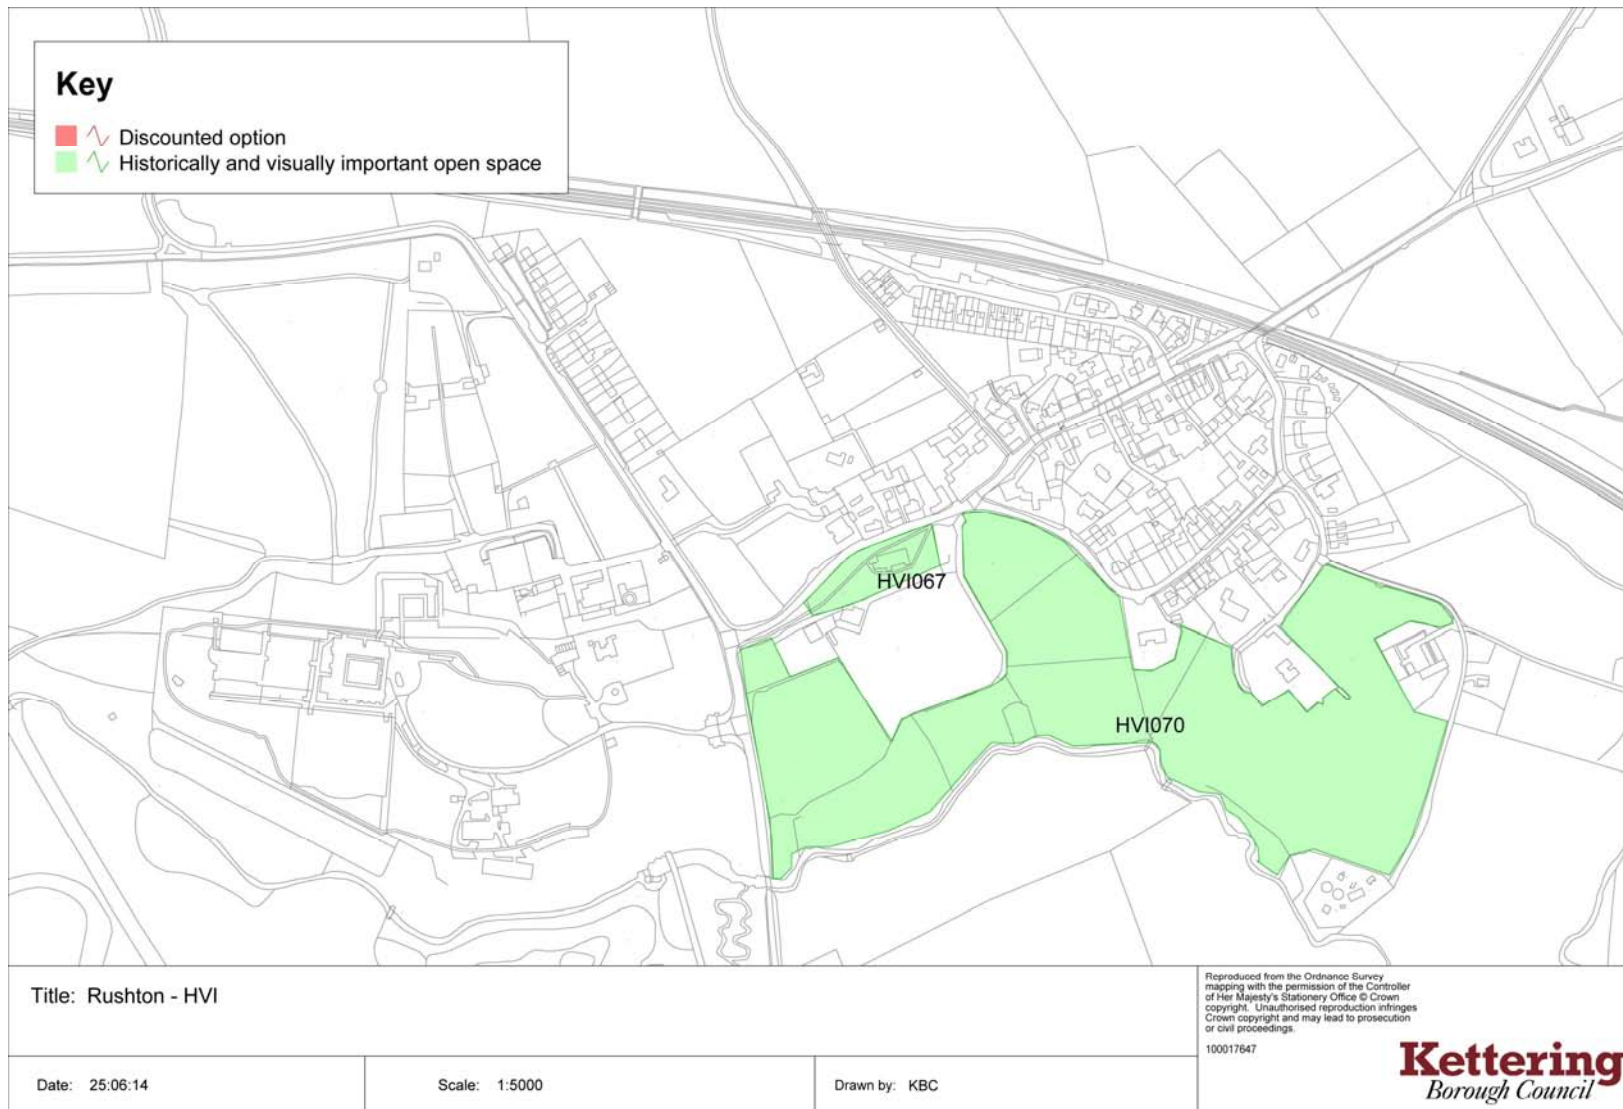 Key
Discounted option
Historically and visually important open space
HVI067
HVI070
Title: Rushton - HVI
Date: 25:06:14
Scale: 1:5000
Drawn by: KBC
Reproduced from the Ordnance Survey
mapping with the permission of the Controller
of Her Majesty's Stationery Office © Crown
copyright. Unauthorised reproduction infringes
Crown copyright and may lead to prosecution
or civil proceedings.
100017647
Kettering
Borough Council